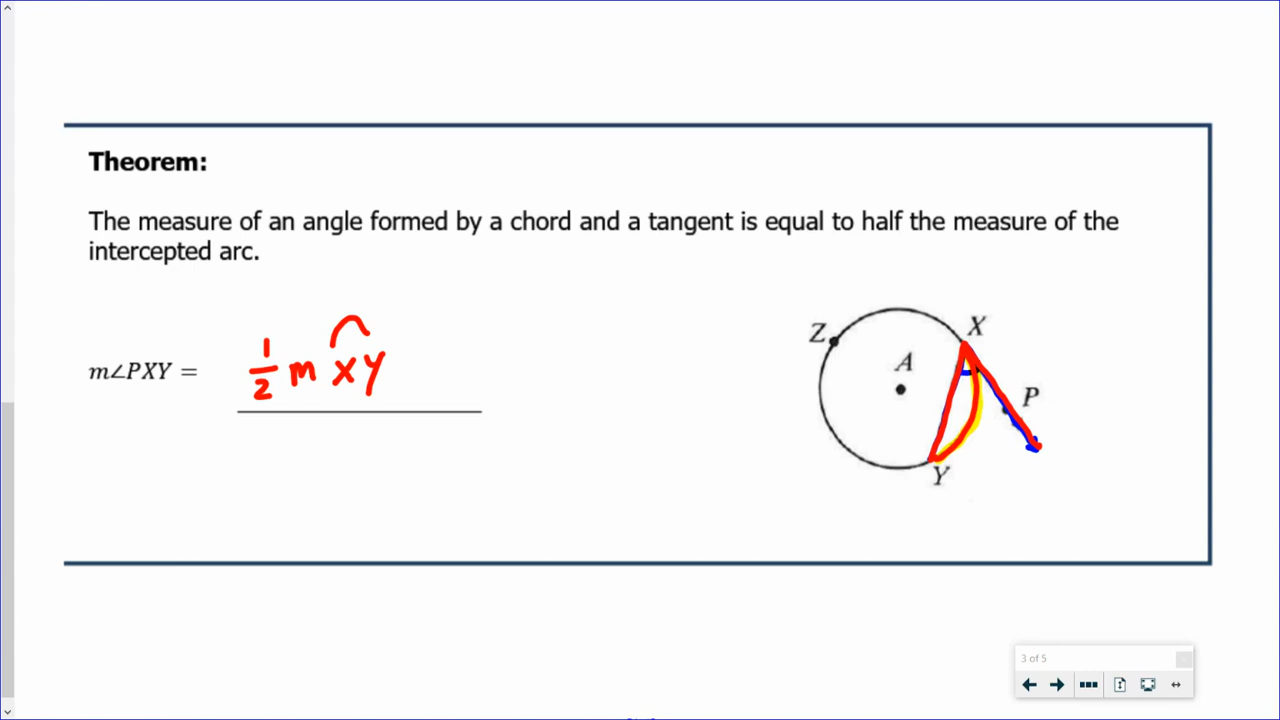 Theorem:
The measure of an angle formed by a chord and a tangent is equal to half the measure of the
intercepted arc.
m∠PXY = 1/2 m XY
Z
X
A
P
Y
3 of 5